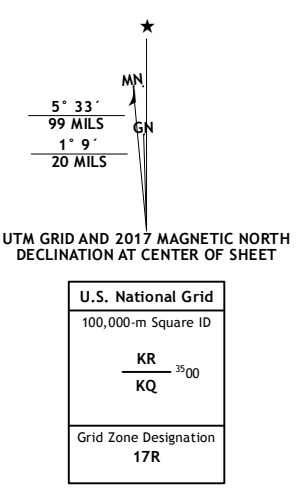 MN
5° 33´
99 MILS
GN
1° 9´
20 MILS
UTM GRID AND 2017 MAGNETIC NORTH
DECLINATION AT CENTER OF SHEET
U.S. National Grid
100,000-m Square ID
KR
3500
KQ
Grid Zone Designation
17R